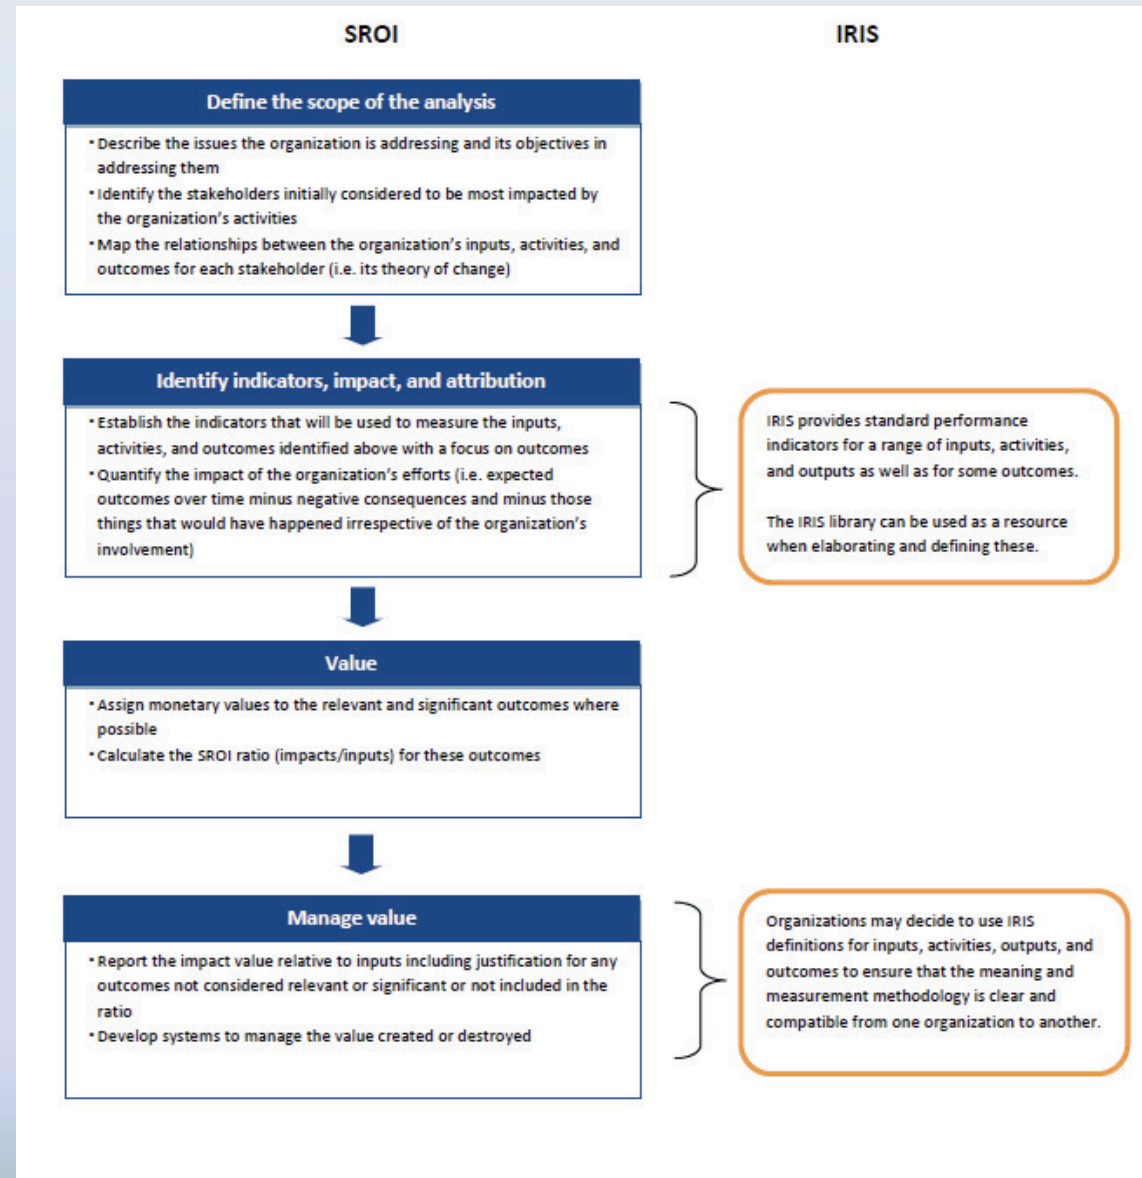 SROI
IRIS
Define the scope of the analysis
• Describe the issues the organization is addressing and its objectives in
addressing them
• Identify the stakeholders initially considered to be most impacted by
the organization's activities
• Map the relationships between the organization's inputs, activities, and
outcomes for each stakeholder (i.e. its theory of change)
Identify indicators, impact, and attribution
• Establish the indicators that will be used to measure the inputs,
activities, and outcomes identified above with a focus on outcomes
• Quantify the impact of the organization's efforts (i.e. expected
outcomes over time minus negative consequences and minus those
things that would have happened irrespective of the organization's
involvement)
IRIS provides standard performance
indicators for a range of inputs, activities,
and outputs as well as for some outcomes.
The IRIS library can be used as a resource
when elaborating and defining these.
Value
• Assign monetary values to the relevant and significant outcomes where
possible
• Calculate the SROI ratio (impacts/inputs) for these outcomes
Manage value
• Report the impact value relative to inputs including justification for any
outcomes not considered relevant or significant or not included in the
ratio
• Develop systems to manage the value created or destroyed
Organizations may decide to use IRIS
definitions for inputs, activities, outputs, and
outcomes to ensure that the meaning and
measurement methodology is clear and
compatible from one organization to another.